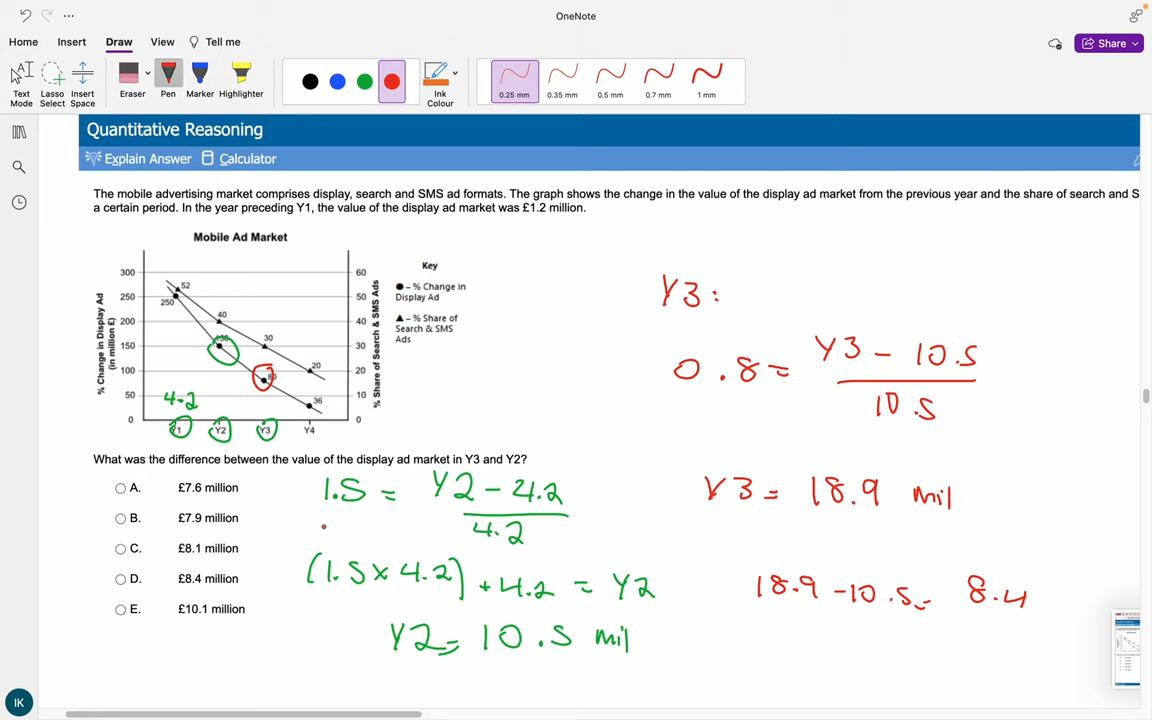 OneNote
Home Insert Draw View Tell me
Share
Text Mode
Lasso Select
Insert Space
Eraser
Pen
Marker
Highlighter
Ink Colour
0.25 mm 0.35 mm 0.5 mm 0.7 mm 1 mm
Quantitative Reasoning
Explain Answer Calculator
The mobile advertising market comprises display, search and SMS ad formats. The graph shows the change in the value of the display ad market from the previous year and the share of search and S
a certain period. In the year preceding Y1, the value of the display ad market was £1.2 million.
Mobile Ad Market
% Change in Display Ad
(in million £)
300
250
200
150
100
50
0
250
52
40
150
30
20
36
4.2
Y1 Y2 Y3 Y4
60
50
40
30
20
10
0
% Share of Search & SMS Ads
Key
– % Change in
Display Ad
– % Share of
Search & SMS
Ads
What was the difference between the value of the display ad market in Y3 and Y2?
A. £7.6 million
B. £7.9 million
C. £8.1 million
D. £8.4 million
E. £10.1 million
1.5 = Y2 - 4.2
4.2
(1.5 x 4.2) + 4.2 = Y2
Y2 = 10.5 mil
Y3:
0.8 = Y3 - 10.5
10.5
Y3 = 18.9 mil
18.9 - 10.5 = 8.4
IK